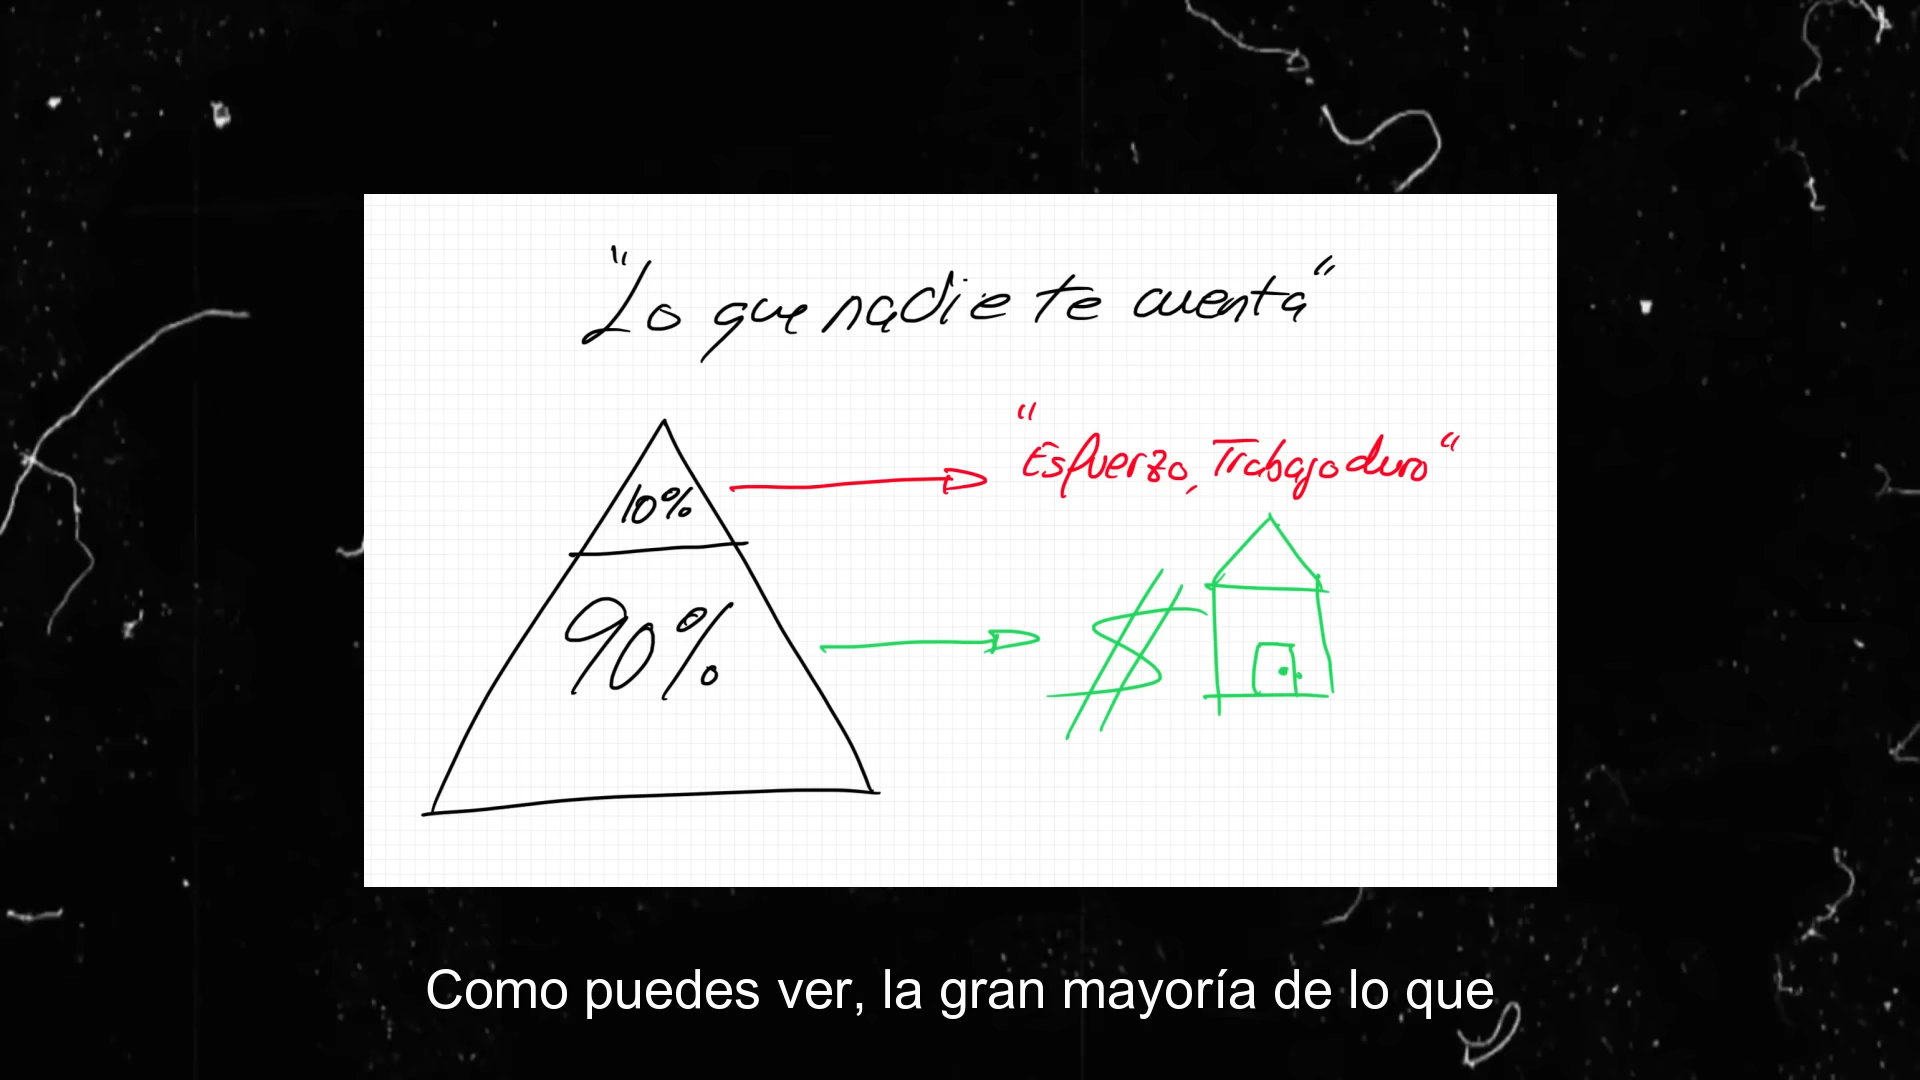 "Lo que nadie te cuenta"
10%
"Esfuerzo, Trabajo duro"
90%
$
Como puedes ver, la gran mayoría de lo que